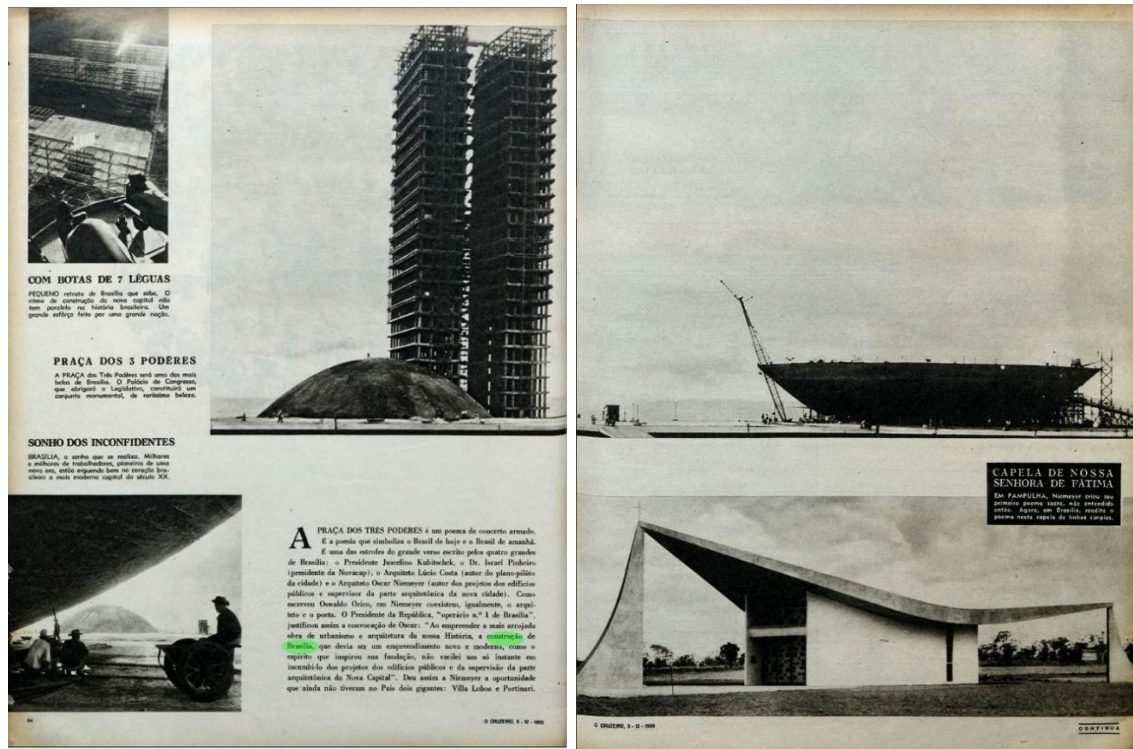 COM BOTAS DE 7 LÉGUAS
PEQUENO retrato de Brasília que sobe. O
ritmo de construção da nova capital não
tem paralelo na história brasileira. Um
grande esfôrço feito por uma grande nação.
PRAÇA DOS 3 PODÊRES
A PRAÇA dos Três Podêres será uma das mais
belas de Brasília. O Palácio do Congresso,
que abrigará o Legislativo, constituirá um
conjunto monumental, de raríssima beleza.
SONHO DOS INCONFIDENTES
BRASÍLIA, o sonho que se realiza. Milhares
e milhares de trabalhadores, pioneiros de uma
nova era, estão erguendo bem no coração bra-
sileiro a mais moderna capital do século XX.
A PRAÇA DOS TRÊS PODÊRES é um poema de concreto armado.
É a poesia que simboliza o Brasil de hoje e o Brasil de amanhã.
É uma das estrofes do grande verso escrito pelos quatro grandes
de Brasília: o Presidente Juscelino Kubitschek, o Dr. Israel Pinheiro
(presidente da Novacap), o Arquiteto Lúcio Costa (autor do plano-pilôto
da cidade) e o Arquiteto Oscar Niemeyer (autor dos projetos dos edifícios
públicos e supervisor da parte arquitetônica da nova cidade). Como
escreveu Oswaldo Orico, em Niemeyer coexistem, igualmente, o arqui-
teto e o poeta. O Presidente da República, "operário n.º 1 de Brasília",
justificou assim a convocação de Oscar: "Ao empreender a mais arrojada
obra de urbanismo e arquitetura da nossa História, a construção de
Brasília, que devia ser um empreendimento novo e moderno, como o
espírito que inspirou sua fundação, não vacilei um só instante em
incumbi-lo dos projetos dos edifícios públicos e da supervisão da parte
arquitetônica da Nova Capital". Deu assim a Niemeyer a oportunidade
que ainda não tiveram no País dois gigantes: Villa Lobos e Portinari.
64
O CRUZEIRO, 5 - 12 - 1959
CAPELA DE NOSSA
SENHORA DE FÁTIMA
EM PAMPULHA, Niemeyer criou seu
primeiro poema sacro, não entendido
então. Agora, em Brasília, reedita o
poema nesta capela de linhas simples.
O CRUZEIRO, 5 - 12 - 1959
CONTINUA